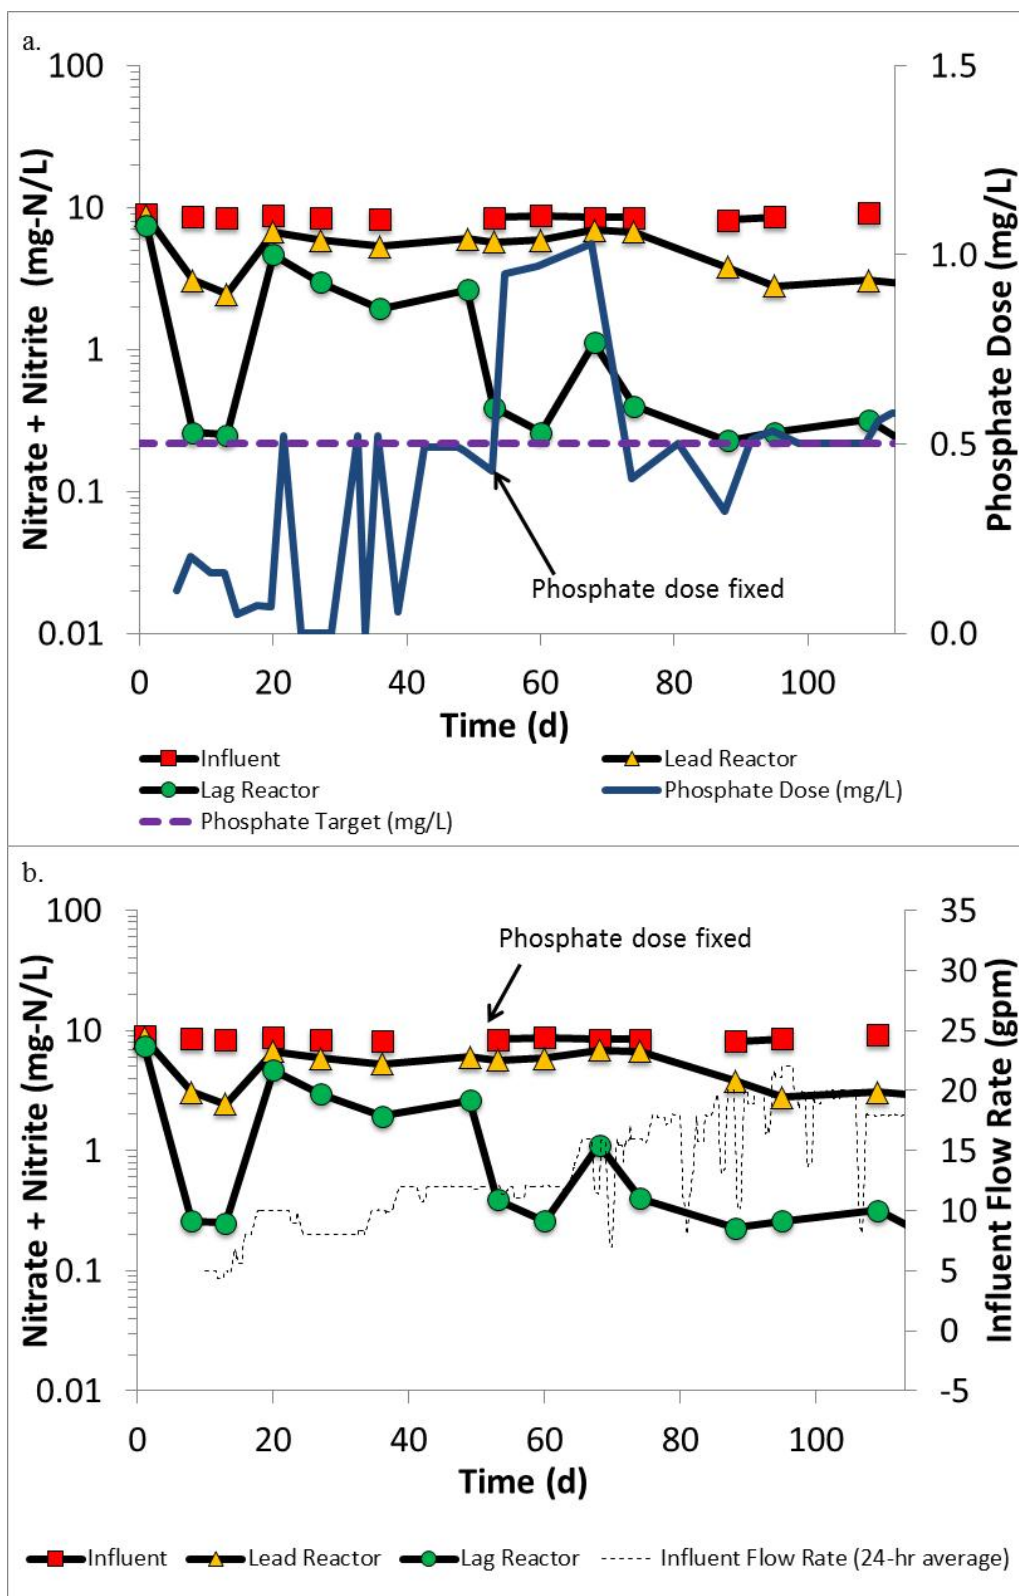 a.
Nitrate + Nitrite (mg-N/L)
100
10
1
0.1
0.01
1.5
1.0
0.5
0.0
Phosphate Dose (mg/L)
Phosphate dose fixed
0 20 40 60 80 100
Time (d)
Influent Lead Reactor
Lag Reactor Phosphate Dose (mg/L)
Phosphate Target (mg/L)
b.
Nitrate + Nitrite (mg-N/L)
100
10
1
0.1
0.01
35
30
25
20
15
10
5
0
-5
Influent Flow Rate (gpm)
Phosphate dose fixed
0 20 40 60 80 100
Time (d)
Influent Lead Reactor Lag Reactor Influent Flow Rate (24-hr average)